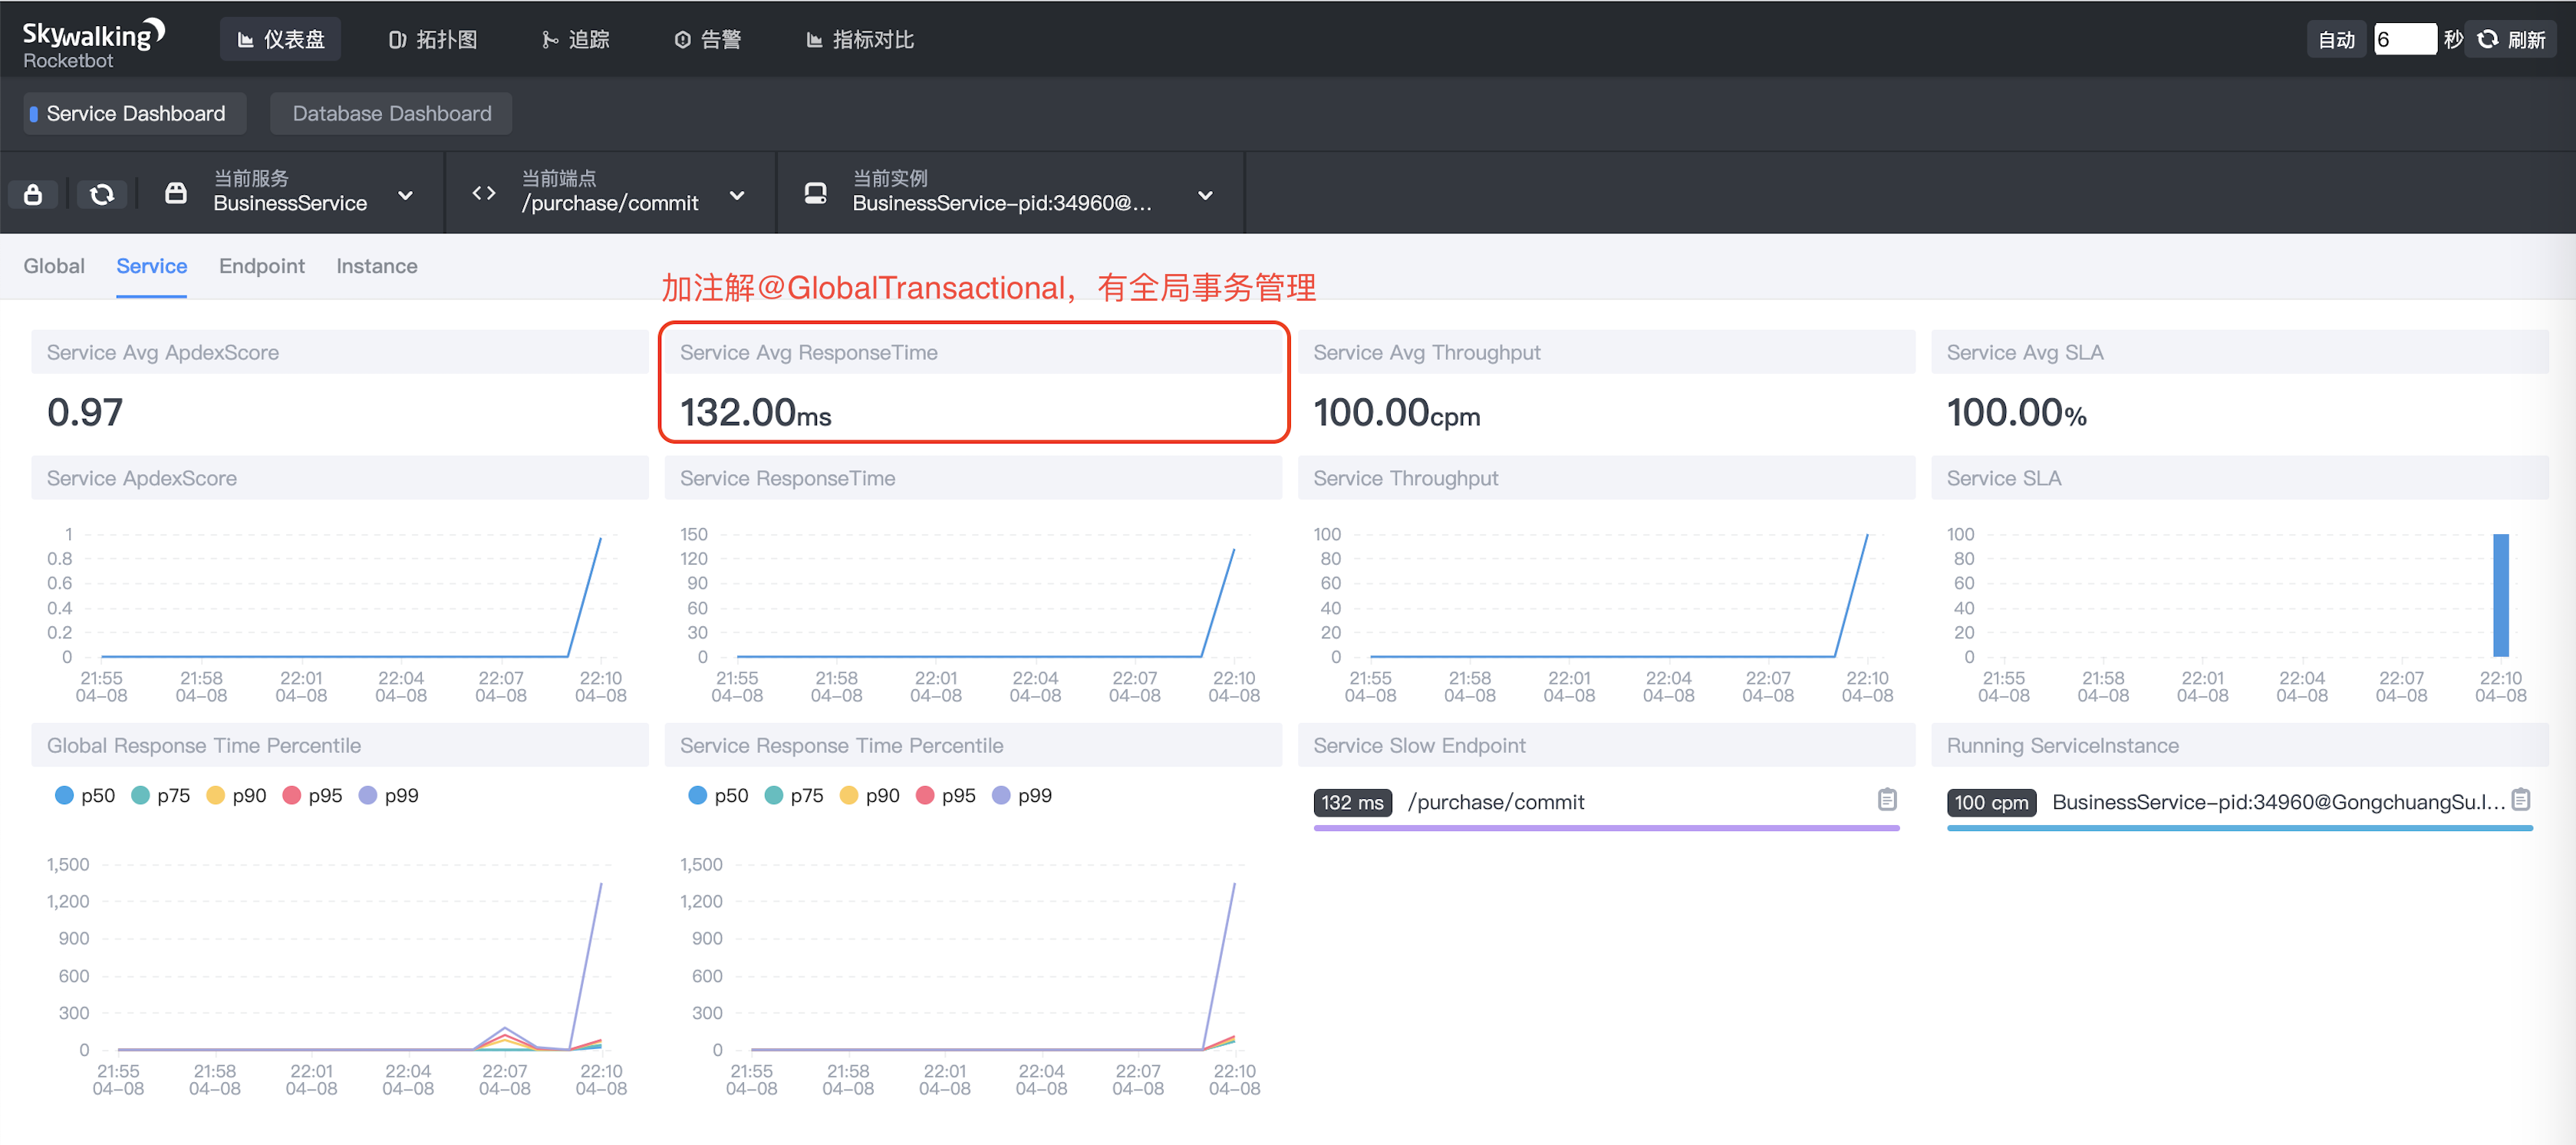 Skywalking
Rocketbot
仪表盘
拓扑图
追踪
告警
指标对比
自动
6
秒
刷新
Service Dashboard
Database Dashboard
当前服务
BusinessService
当前端点
/purchase/commit
当前实例
BusinessService-pid:34960@...
Global
Service
Endpoint
Instance
加注解@GlobalTransactional，有全局事务管理
Service Avg ApdexScore
0.97
Service Avg ResponseTime
132.00ms
Service Avg Throughput
100.00cpm
Service Avg SLA
100.00%
Service ApdexScore
1
0.8
0.6
0.4
0.2
0
21:55 21:58 22:01 22:04 22:07 22:10
04-08 04-08 04-08 04-08 04-08 04-08
Service ResponseTime
150
120
90
60
30
0
21:55 21:58 22:01 22:04 22:07 22:10
04-08 04-08 04-08 04-08 04-08 04-08
Service Throughput
100
80
60
40
20
0
21:55 21:58 22:01 22:04 22:07 22:10
04-08 04-08 04-08 04-08 04-08 04-08
Service SLA
100
80
60
40
20
0
21:55 21:58 22:01 22:04 22:07 22:10
04-08 04-08 04-08 04-08 04-08 04-08
Global Response Time Percentile
p50 p75 p90 p95 p99
1,500
1,200
900
600
300
0
21:55 21:58 22:01 22:04 22:07 22:10
04-08 04-08 04-08 04-08 04-08 04-08
Service Response Time Percentile
p50 p75 p90 p95 p99
1,500
1,200
900
600
300
0
21:55 21:58 22:01 22:04 22:07 22:10
04-08 04-08 04-08 04-08 04-08 04-08
Service Slow Endpoint
132 ms /purchase/commit
Running ServiceInstance
100 cpm BusinessService-pid:34960@GongchuangSu.l...